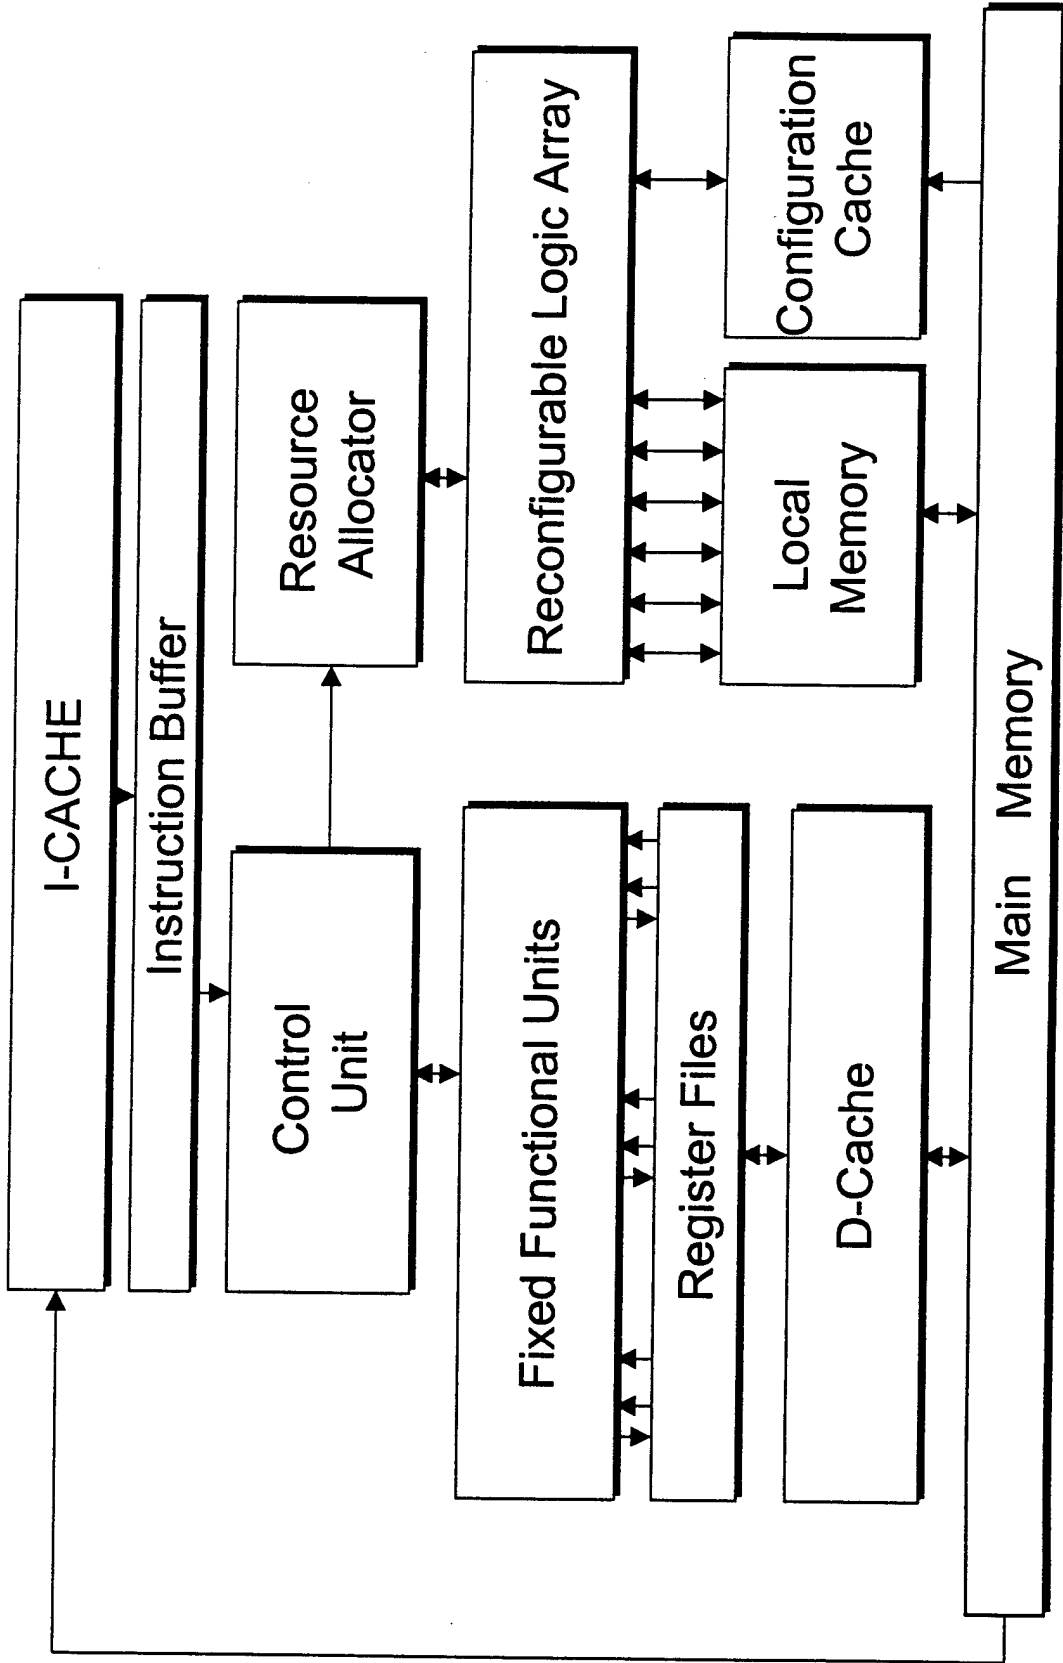 I-CACHE
Instruction Buffer
Control
Unit
Resource
Allocator
Fixed Functional Units
Reconfigurable Logic Array
Register Files
D-Cache
Local
Memory
Configuration
Cache
Main Memory